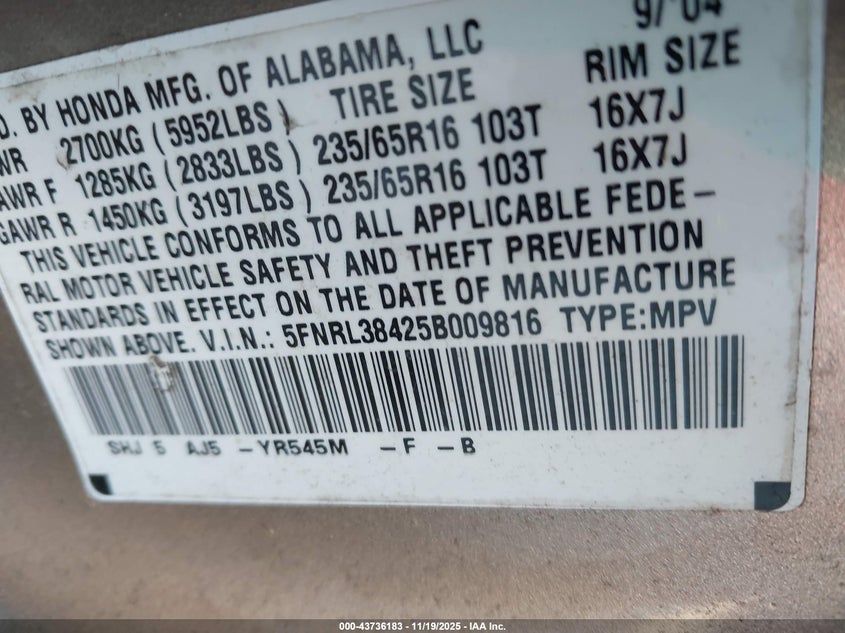 9/'04
D. BY HONDA MFG. OF ALABAMA, LLC
WR 2700KG (5952LBS) TIRE SIZE RIM SIZE
AWR F 1285KG (2833LBS) 235/65R16 103T 16X7J
GAWR R 1450KG (3197LBS) 235/65R16 103T 16X7J
THIS VEHICLE CONFORMS TO ALL APPLICABLE FEDE-
RAL MOTOR VEHICLE SAFETY AND THEFT PREVENTION
STANDARDS IN EFFECT ON THE DATE OF MANUFACTURE
SHOWN ABOVE. V.I.N.: 5FNRL38425B009816 TYPE:MPV
SHJ 5 AJ5 -YR545M -F -B
000-43736183 - 11/19/2025 - IAA Inc.